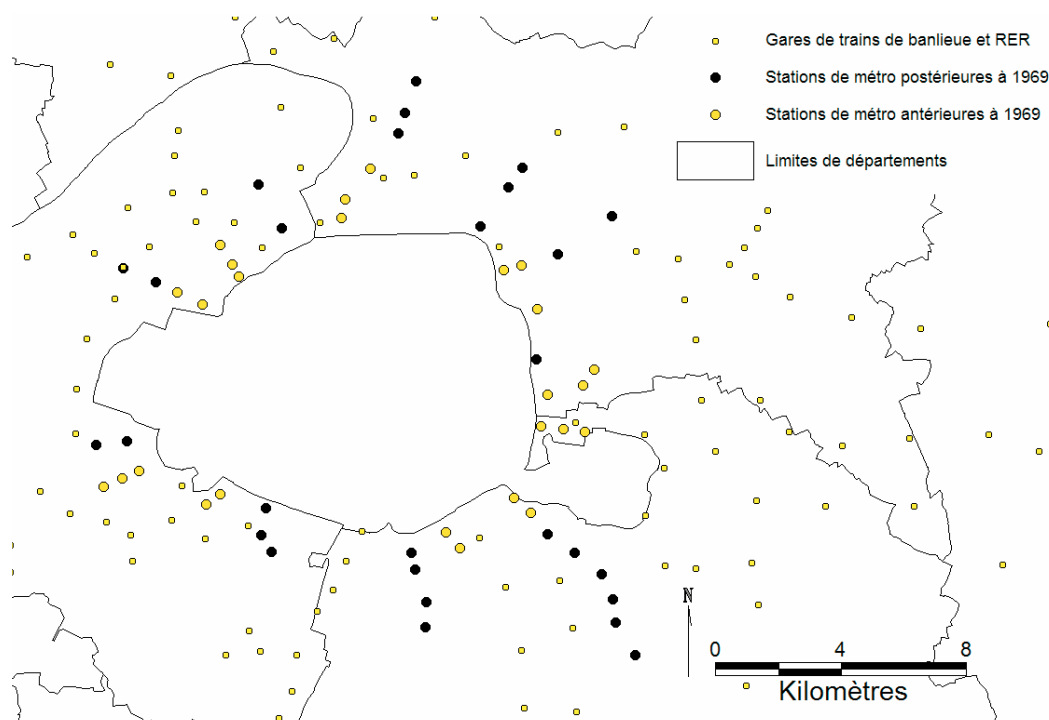 Gares de trains de banlieue et RER
Stations de métro postérieures à 1969
Stations de métro antérieures à 1969
Limites de départements
N
0 4 8
Kilomètres